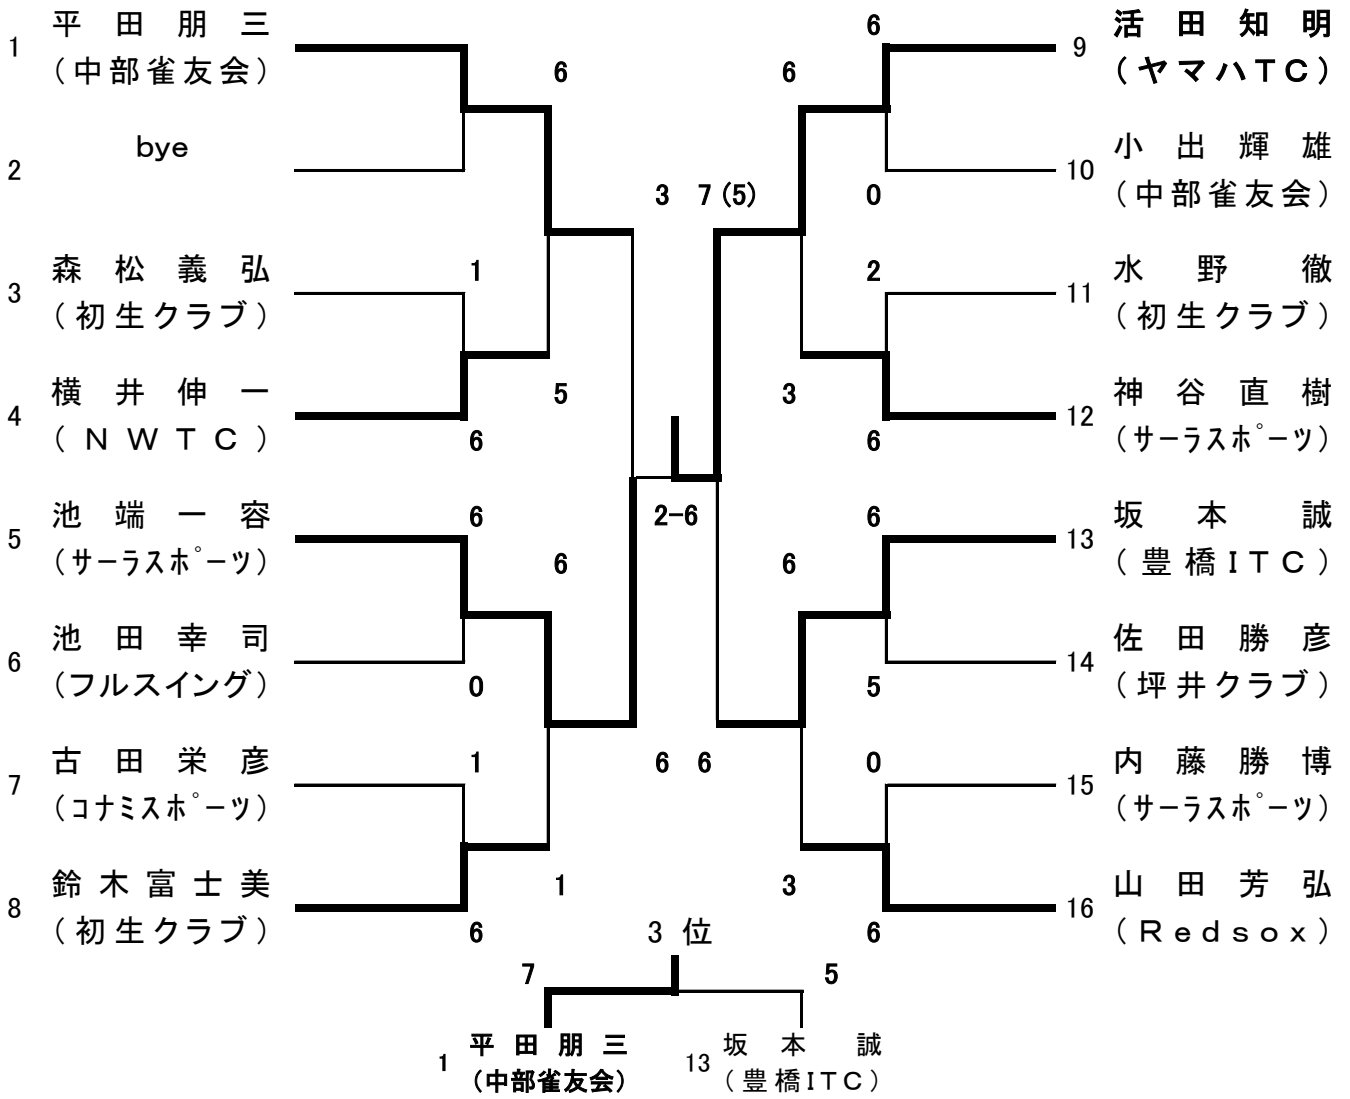 1 平田朋三
(中部雀友会)
2 bye
3 森松義弘
(初生クラブ)
4 横井伸一
(NWTC)
5 池端一容
(サーラスポーツ)
6 池田幸司
(フルスイング)
7 古田栄彦
(コナミスポーツ)
8 鈴木富士美
(初生クラブ)
6
1
5
6
6
6
0
1
1
6
3 7(5)
2-6
6 6
6
6
0
2
3
6
6
6
5
0
3
6
9 活田知明
(ヤマハTC)
10 小出輝雄
(中部雀友会)
11 水野徹
(初生クラブ)
12 神谷直樹
(サーラスポーツ)
13 坂本誠
(豊橋ITC)
14 佐田勝彦
(坪井クラブ)
15 内藤勝博
(サーラスポーツ)
16 山田芳弘
(Redsox)
3位
7 5
1 平田朋三
(中部雀友会)
13 坂本誠
(豊橋ITC)